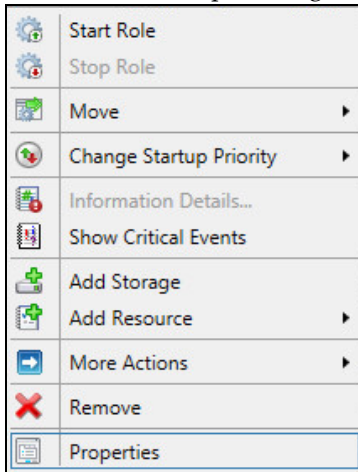 Start Role
Stop Role
Move
Change Startup Priority
Information Details...
Show Critical Events
Add Storage
Add Resource
More Actions
Remove
Properties